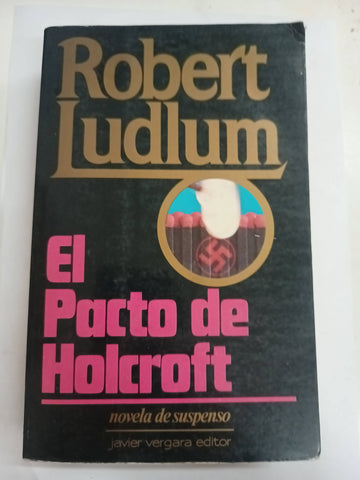 Robert
Ludlum
El
Pacto de
Holcroft
novela de suspenso
javier vergara editor